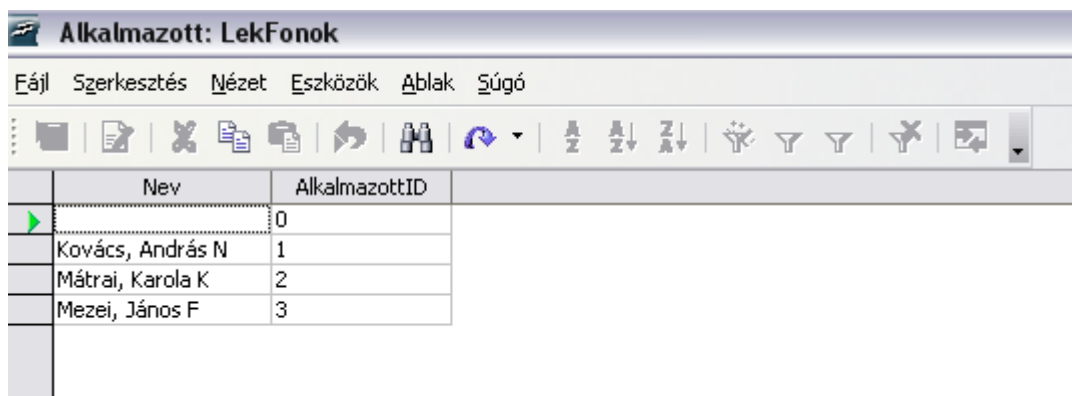 Alkalmazott: LekFonok
Fájl Szerkesztés Nézet Eszközök Ablak Súgó
Nev AlkalmazottID
0
Kovács, András N 1
Mátrai, Karola K 2
Mezei, János F 3